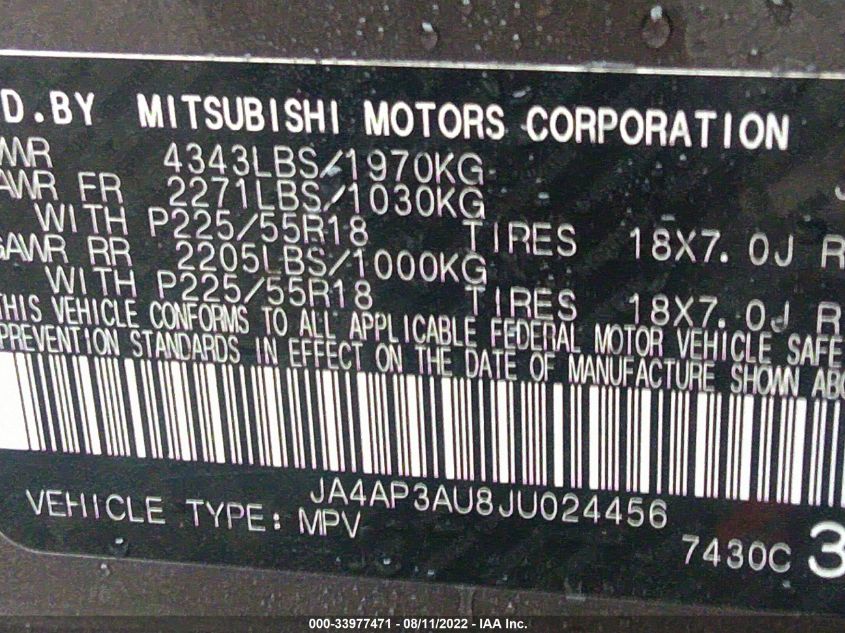 D.BY MITSUBISHI MOTORS CORPORATION
WR 4343LBS/1970KG
AWR FR 2271LBS/1030KG
WITH P225/55R18 TIRES 18X7.0J R
GAWR RR 2205LBS/1000KG
WITH P225/55R18 TIRES 18X7.0J R
THIS VEHICLE CONFORMS TO ALL APPLICABLE FEDERAL MOTOR VEHICLE SAFE
PREVENTION STANDARDS IN EFFECT ON THE DATE OF MANUFACTURE SHOWN ABO
JA4AP3AU8JU024456
VEHICLE TYPE: MPV
7430C 3
000-33977471 - 08/11/2022 - IAA Inc.